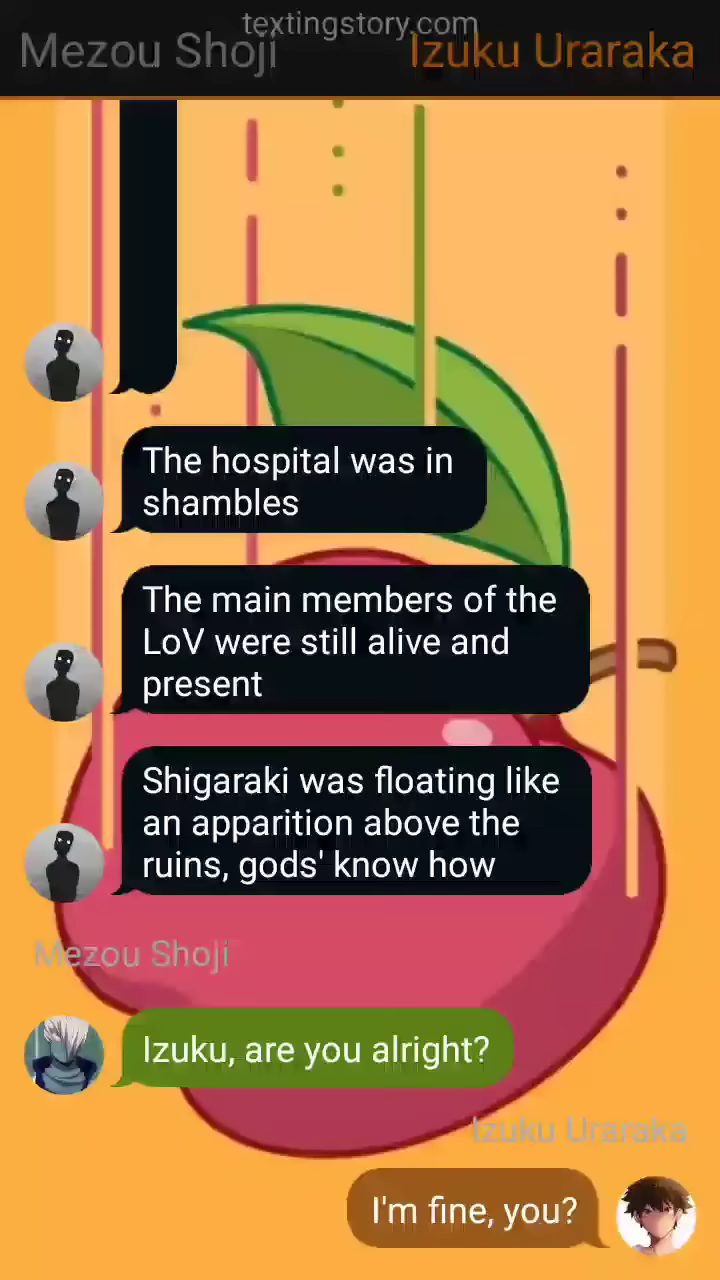 textingstory.com
Mezou Shoji
Izuku Uraraka
The hospital was in
shambles
The main members of the
LoV were still alive and
present
Shigaraki was floating like
an apparition above the
ruins, gods' know how
Mezou Shoji
Izuku, are you alright?
Izuku Uraraka
I'm fine, you?